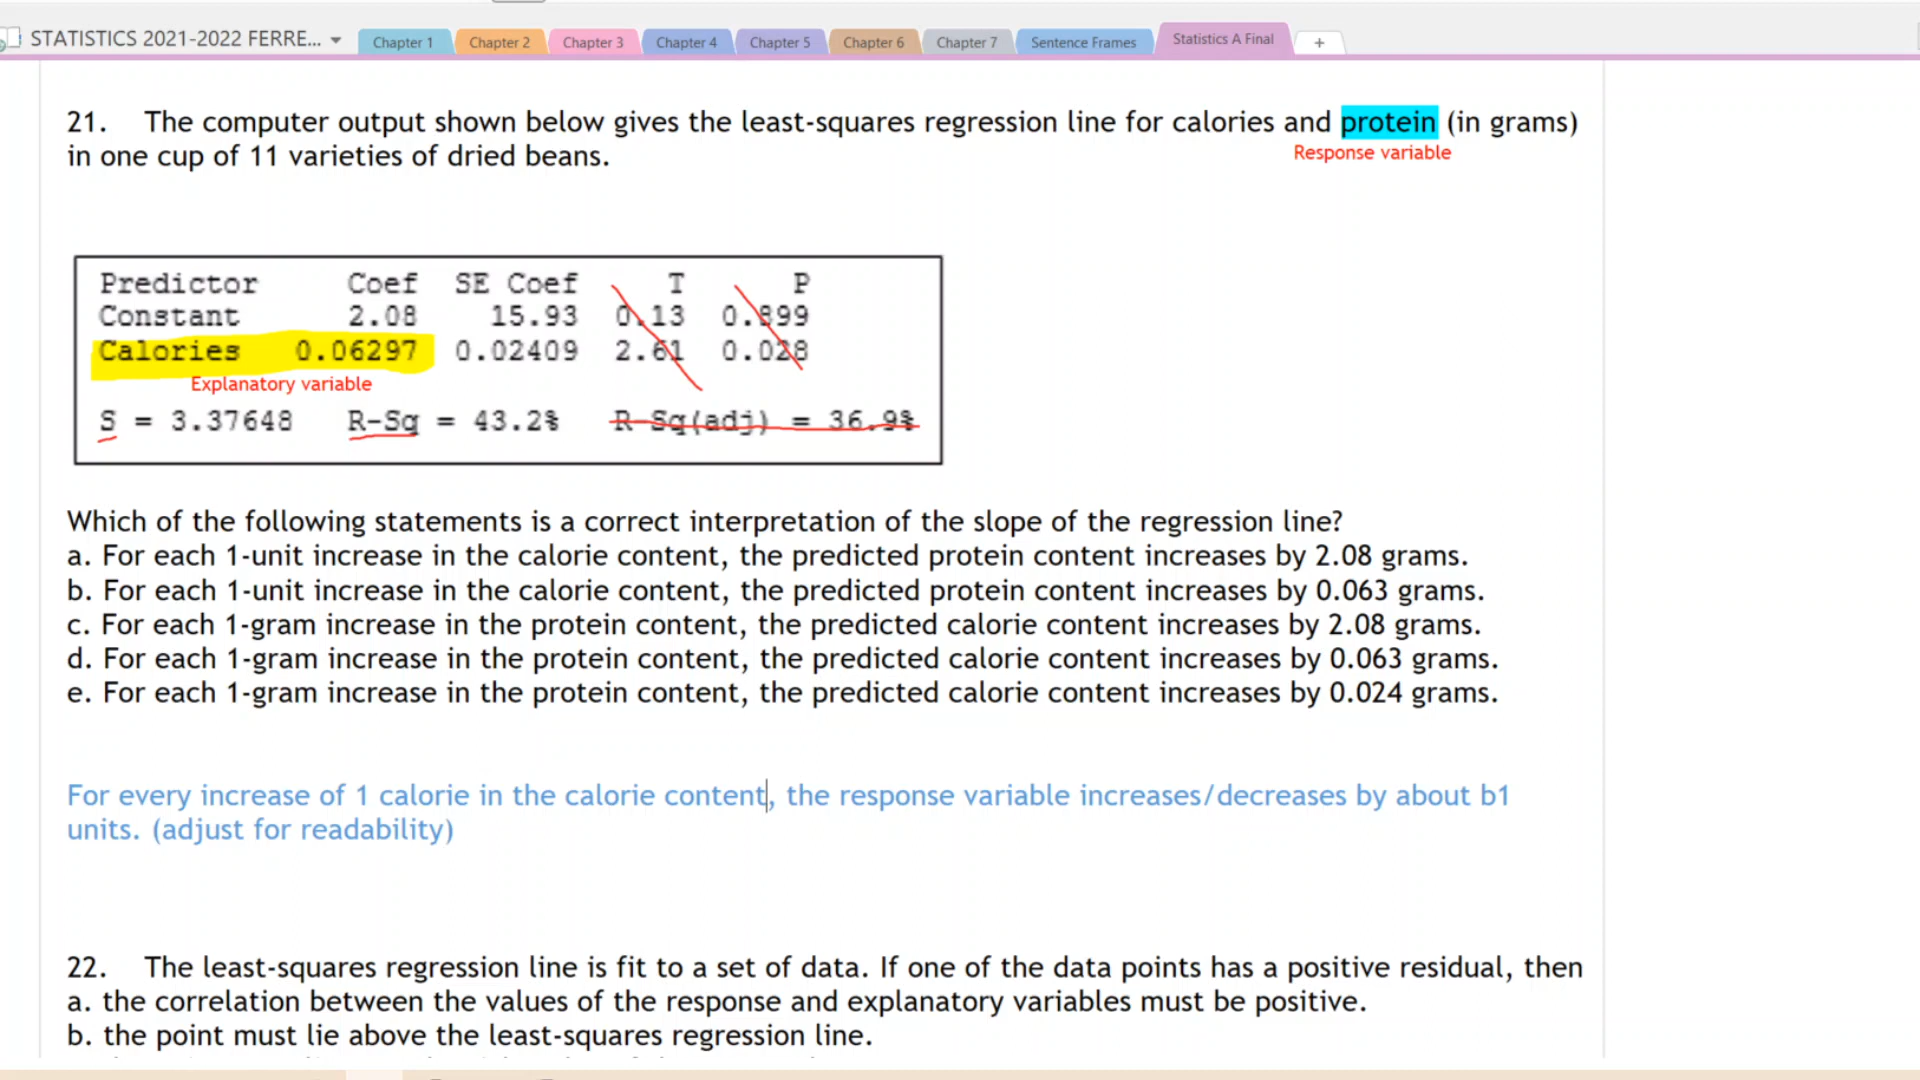 STATISTICS 2021-2022 FERRE... Chapter 1 Chapter 2 Chapter 3 Chapter 4 Chapter 5 Chapter 6 Chapter 7 Sentence Frames Statistics A Final +
21. The computer output shown below gives the least-squares regression line for calories and protein (in grams)
in one cup of 11 varieties of dried beans.
Response variable
Predictor Coef SE Coef T P
Constant 2.08 15.93 0.13 0.899
Calories 0.06297 0.02409 2.61 0.028
Explanatory variable
S = 3.37648 R-Sq = 43.2% R-Sq(adj) = 36.9%
Which of the following statements is a correct interpretation of the slope of the regression line?
a. For each 1-unit increase in the calorie content, the predicted protein content increases by 2.08 grams.
b. For each 1-unit increase in the calorie content, the predicted protein content increases by 0.063 grams.
c. For each 1-gram increase in the protein content, the predicted calorie content increases by 2.08 grams.
d. For each 1-gram increase in the protein content, the predicted calorie content increases by 0.063 grams.
e. For each 1-gram increase in the protein content, the predicted calorie content increases by 0.024 grams.
For every increase of 1 calorie in the calorie content, the response variable increases/decreases by about b1
units. (adjust for readability)
22. The least-squares regression line is fit to a set of data. If one of the data points has a positive residual, then
a. the correlation between the values of the response and explanatory variables must be positive.
b. the point must lie above the least-squares regression line.